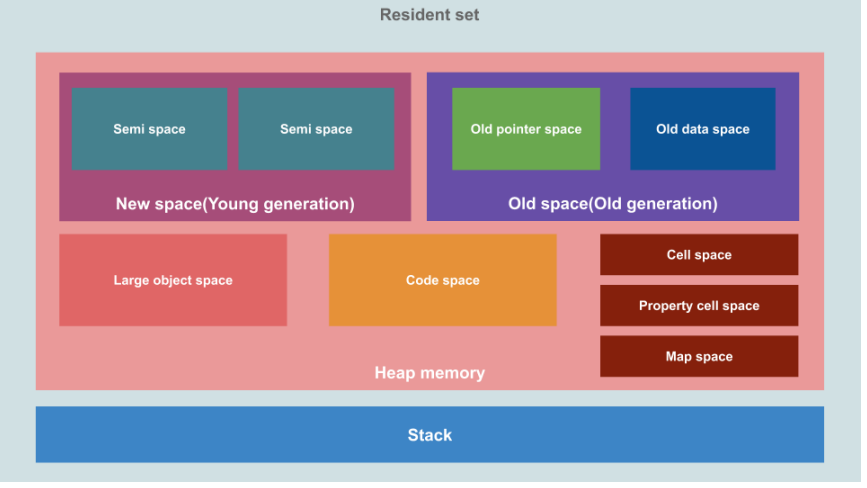 Resident set
Semi space
Semi space
Old pointer space
Old data space
New space(Young generation)
Old space(Old generation)
Large object space
Code space
Cell space
Property cell space
Map space
Heap memory
Stack